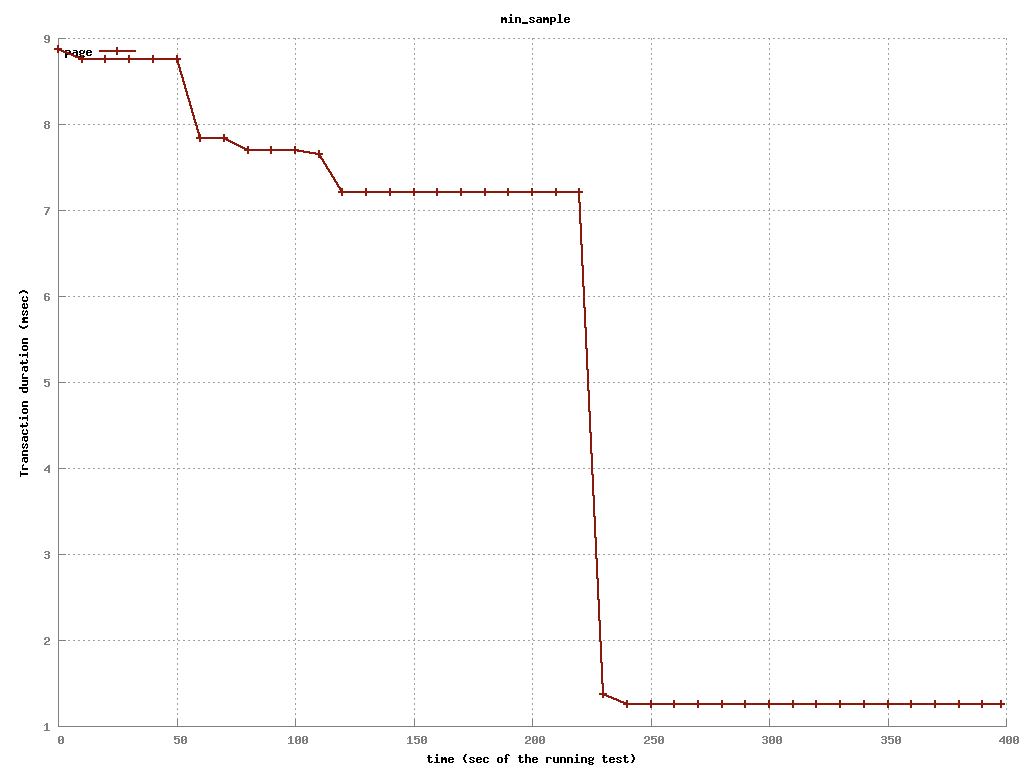 min_sample
page
Transaction duration (msec)
9
8
7
6
5
4
3
2
1
0 50 100 150 200 250 300 350 400
time (sec of the running test)